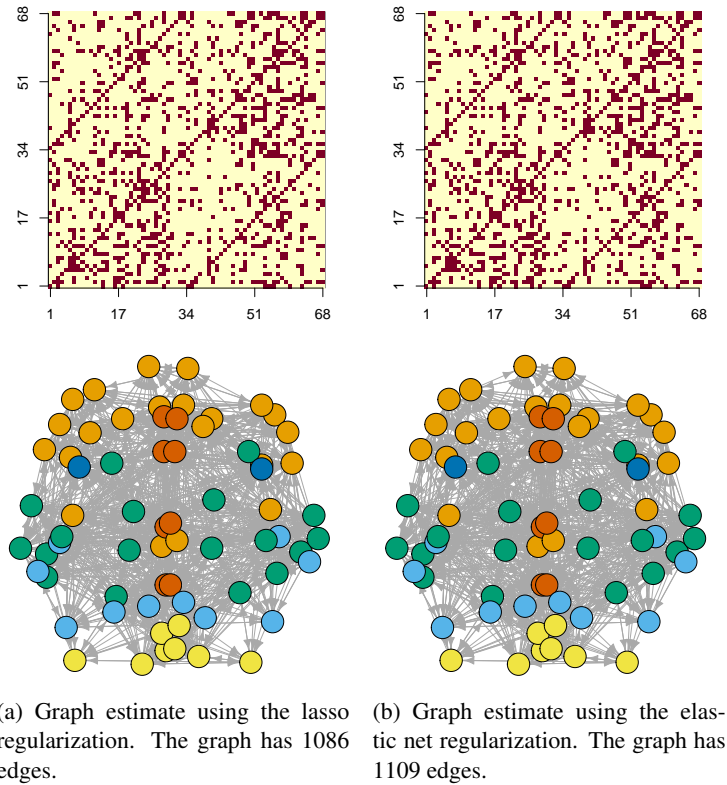 68
51
34
17
1
1 17 34 51 68
68
51
34
17
1
1 17 34 51 68
(a) Graph estimate using the lasso
regularization. The graph has 1086
edges.
(b) Graph estimate using the elas-
tic net regularization. The graph has
1109 edges.